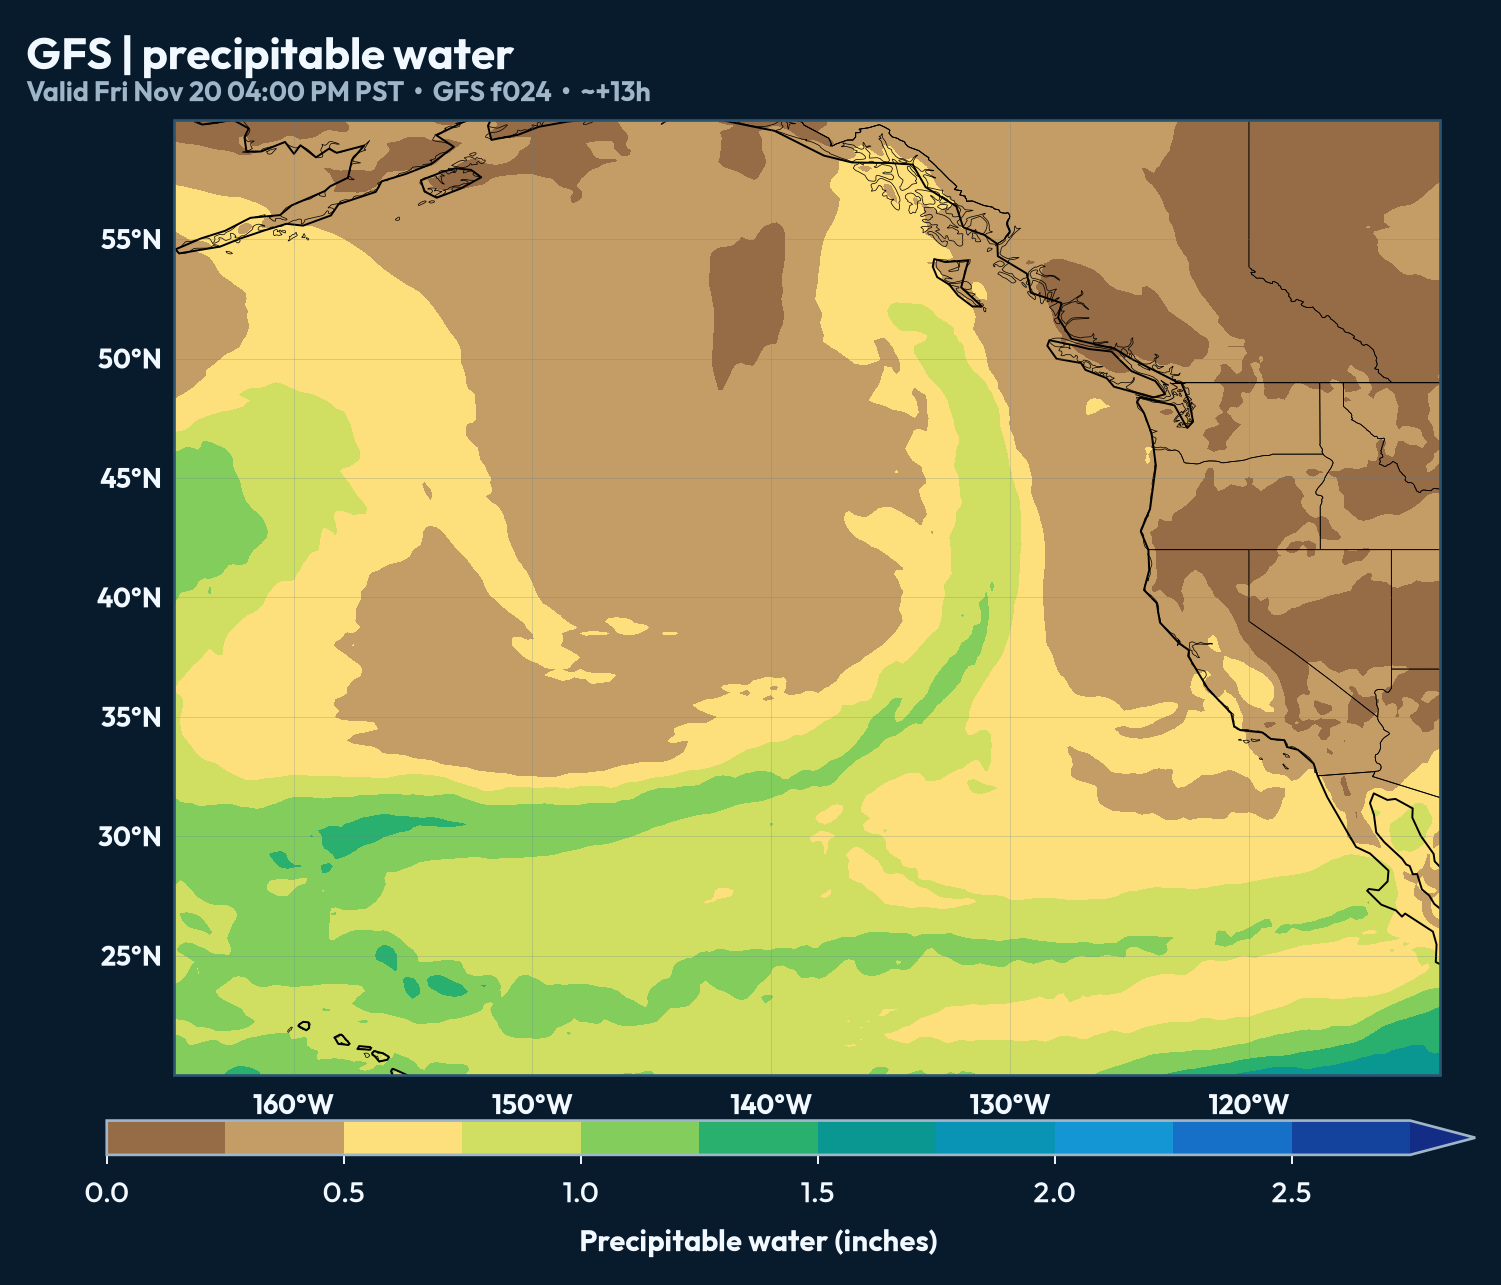 GFS | precipitable water
Valid Fri Nov 20 04:00 PM PST • GFS f024 • ~+13h
55°N
50°N
45°N
40°N
35°N
30°N
25°N
160°W 150°W 140°W 130°W 120°W
0.0 0.5 1.0 1.5 2.0 2.5
Precipitable water (inches)